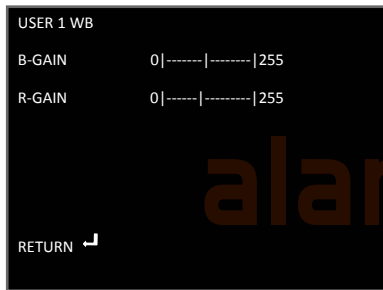 USER 1 WB
B-GAIN 0|-------|--------|255
R-GAIN 0|------|---------|255
alar
RETURN ↵